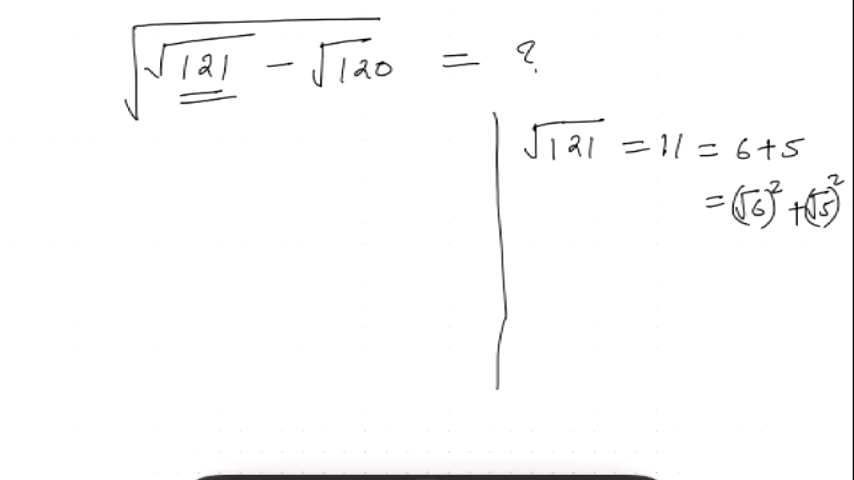 √(√121 - √120) = ?
√121 = 11 = 6+5
= (√6)² + (√5)²